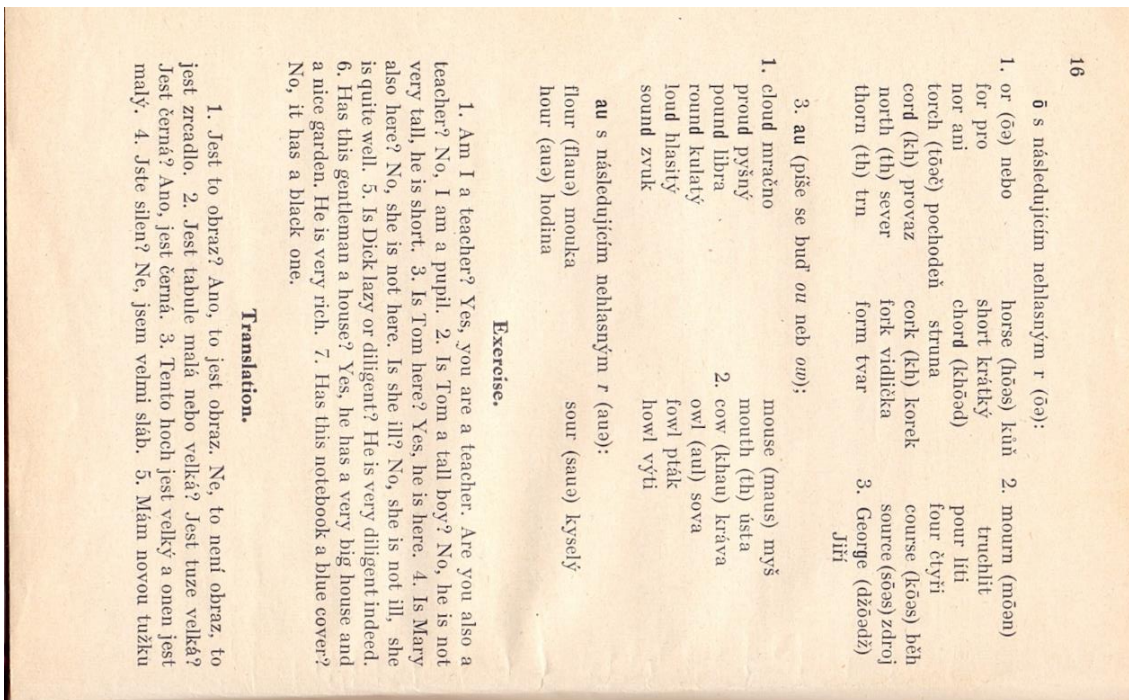 16
ō s následujícím nehlasným r (ōə):
1. or (ōə) nebo
for pro
nor ani
torch (tōəč) pochodeň
cord (kh) provaz
north (th) sever
thorn (th) trn
horse (hōəs) kůň
short krátký
chord (khōəd)
struna
cork (kh) korek
fork vidlička
form tvar
2. mourn (mōən)
truchlit
pour líti
four čtyři
course (kōəs) běh
source (sōəs) zdroj
3. George (džōədž)
Jiří
3. au (píše se buď ou neb ow);
1. cloud mračno
proud pyšný
pound libra
round kulatý
loud hlasitý
sound zvuk
mouse (maus) myš
mouth (th) ústa
2. cow (khau) kráva
owl (aul) sova
fowl pták
howl výti
au s následujícím nehlasným r (auə):
flour (flauə) mouka
hour (auə) hodina
sour (sauə) kyselý
Exercise.
1. Am I a teacher? Yes, you are a teacher. Are you also a
teacher? No, I am a pupil. 2. Is Tom a tall boy? No, he is not
very tall, he is short. 3. Is Tom here? Yes, he is here. 4. Is Mary
also here? No, she is not here. Is she ill? No, she is not ill, she
is quite well. 5. Is Dick lazy or diligent? He is very diligent indeed.
6. Has this gentleman a house? Yes, he has a very big house and
a nice garden. He is very rich. 7. Has this notebook a blue cover?
No, it has a black one.
Translation.
1. Jest to obraz? Ano, to jest obraz. Ne, to není obraz, to
jest zrcadlo. 2. Jest tabule malá nebo velká? Jest tuze velká?
Jest černá? Ano, jest černá. 3. Tento hoch jest velký a onen jest
malý. 4. Jste silen? Ne, jsem velmi sláb. 5. Mám novou tužku